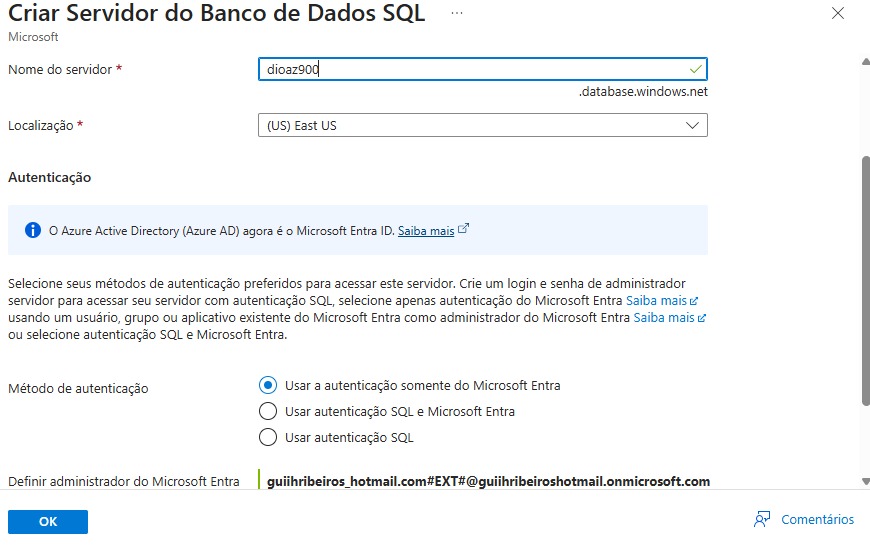 Criar Servidor do Banco de Dados SQL ...
Microsoft
Nome do servidor *
dioaz900
.database.windows.net
Localização *
(US) East US
Autenticação
O Azure Active Directory (Azure AD) agora é o Microsoft Entra ID. Saiba mais
Selecione seus métodos de autenticação preferidos para acessar este servidor. Crie um login e senha de administrador
servidor para acessar seu servidor com autenticação SQL, selecione apenas autenticação do Microsoft Entra Saiba mais
usando um usuário, grupo ou aplicativo existente do Microsoft Entra como administrador do Microsoft Entra Saiba mais
ou selecione autenticação SQL e Microsoft Entra.
Método de autenticação
Usar a autenticação somente do Microsoft Entra
Usar autenticação SQL e Microsoft Entra
Usar autenticação SQL
Definir administrador do Microsoft Entra
guiihribeiros_hotmail.com#EXT#@guiihribeiroshotmail.onmicrosoft.com
OK
Comentários